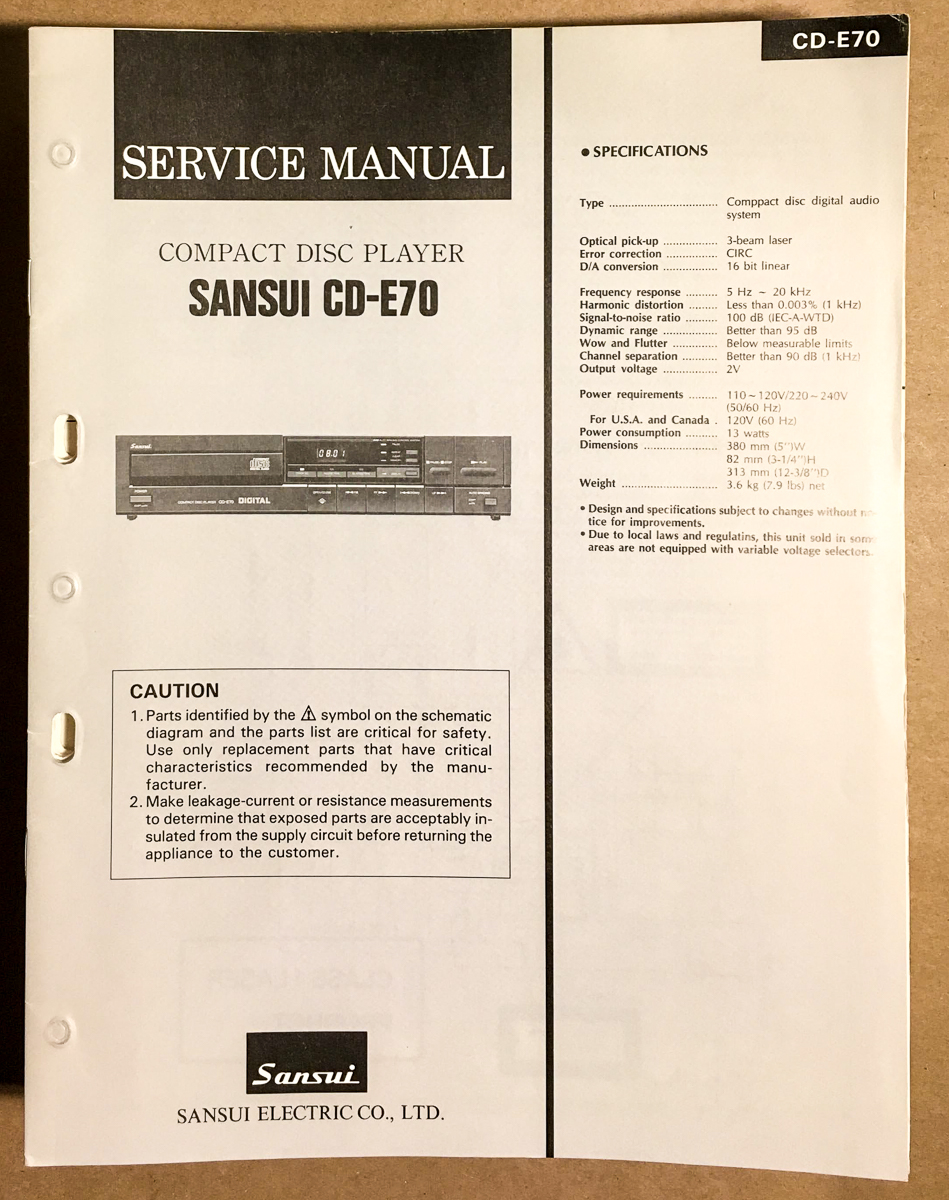 CD-E70
SERVICE MANUAL
COMPACT DISC PLAYER
SANSUI CD-E70
Sansui
08:01
COMPACT DISC PLAYER CD-E70 DIGITAL
CAUTION
1. Parts identified by the ⚠ symbol on the schematic
diagram and the parts list are critical for safety.
Use only replacement parts that have critical
characteristics recommended by the manu-
facturer.
2. Make leakage-current or resistance measurements
to determine that exposed parts are acceptably in-
sulated from the supply circuit before returning the
appliance to the customer.
Sansui
SANSUI ELECTRIC CO., LTD.
● SPECIFICATIONS
Type ................................. Comppact disc digital audio
system
Optical pick-up ................ 3-beam laser
Error correction ............... CIRC
D/A conversion ................ 16 bit linear
Frequency response .......... 5 Hz ~ 20 kHz
Harmonic distortion ......... Less than 0.003% (1 kHz)
Signal-to-noise ratio .......... 100 dB (IEC-A-WTD)
Dynamic range ................. Better than 95 dB
Wow and Flutter .............. Below measurable limits
Channel separation ........... Better than 90 dB (1 kHz)
Output voltage ................. 2V
Power requirements ......... 110~120V/220~240V
(50/60 Hz)
For U.S.A. and Canada . 120V (60 Hz)
Power consumption .......... 13 watts
Dimensions ....................... 380 mm (5")W
82 mm (3-1/4")H
313 mm (12-3/8")D
Weight ............................. 3.6 kg (7.9 lbs) net
• Design and specifications subject to changes without no-
tice for improvements.
• Due to local laws and regulatins, this unit sold in some
areas are not equipped with variable voltage selectors.